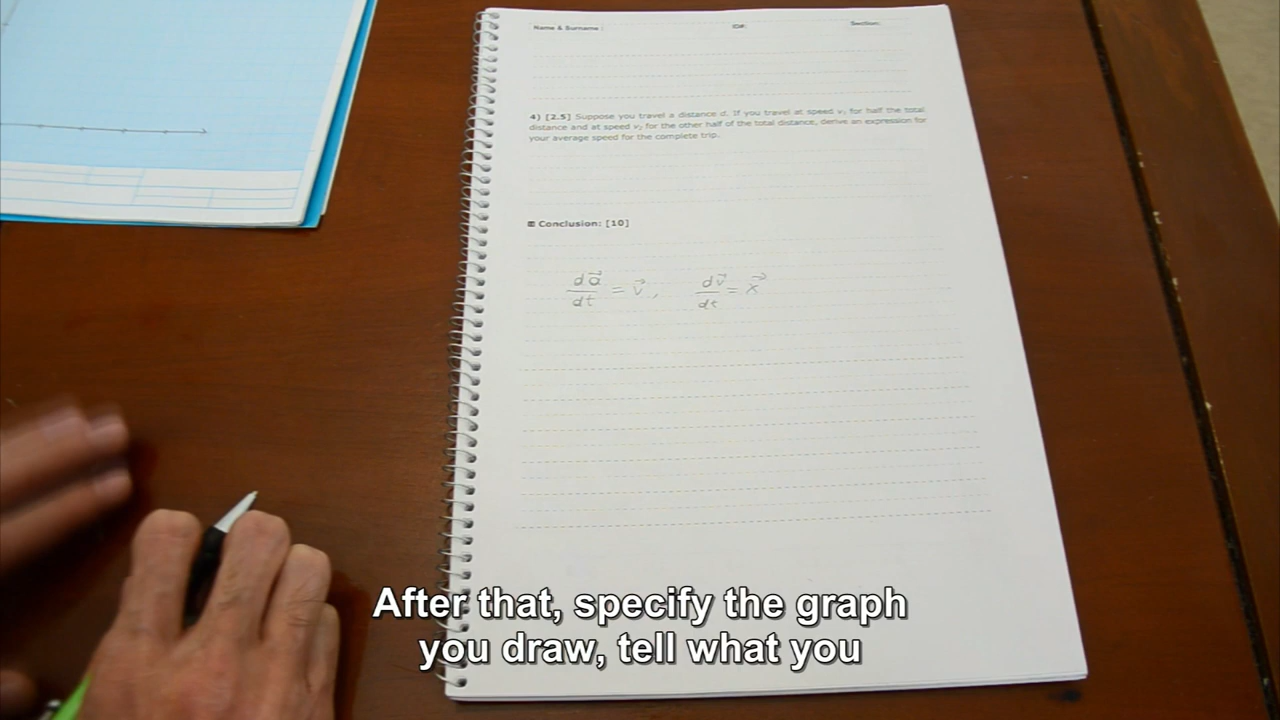 Name & Surname :    ID#:    Section:
4) [2.5] Suppose you travel a distance d. If you travel at speed v₁ for half the total
distance and at speed v₂ for the other half of the total distance, derive an expression for
your average speed for the complete trip.
Conclusion: [10]
da⃗/dt = v⃗ , dv⃗/dt = x⃗
After that, specify the graph
you draw, tell what you